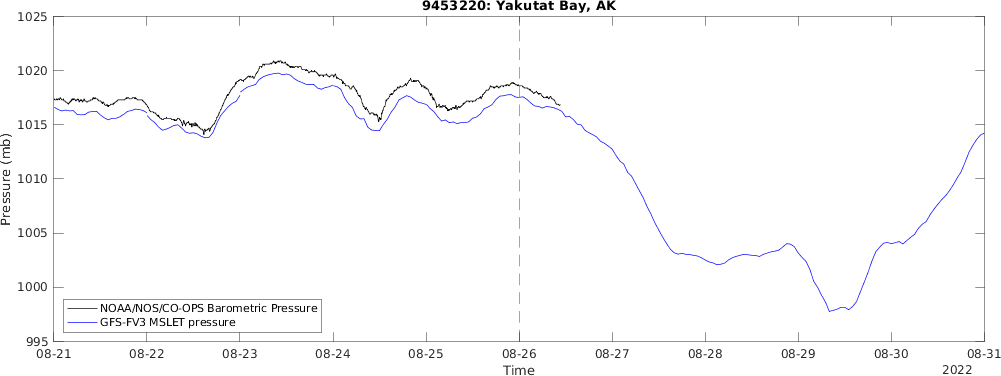 9453220: Yakutat Bay, AK
1025
1020
1015
1010
1005
1000
995
Pressure (mb)
NOAA/NOS/CO-OPS Barometric Pressure
GFS-FV3 MSLET pressure
08-21 08-22 08-23 08-24 08-25 08-26 08-27 08-28 08-29 08-30 08-31
Time
2022